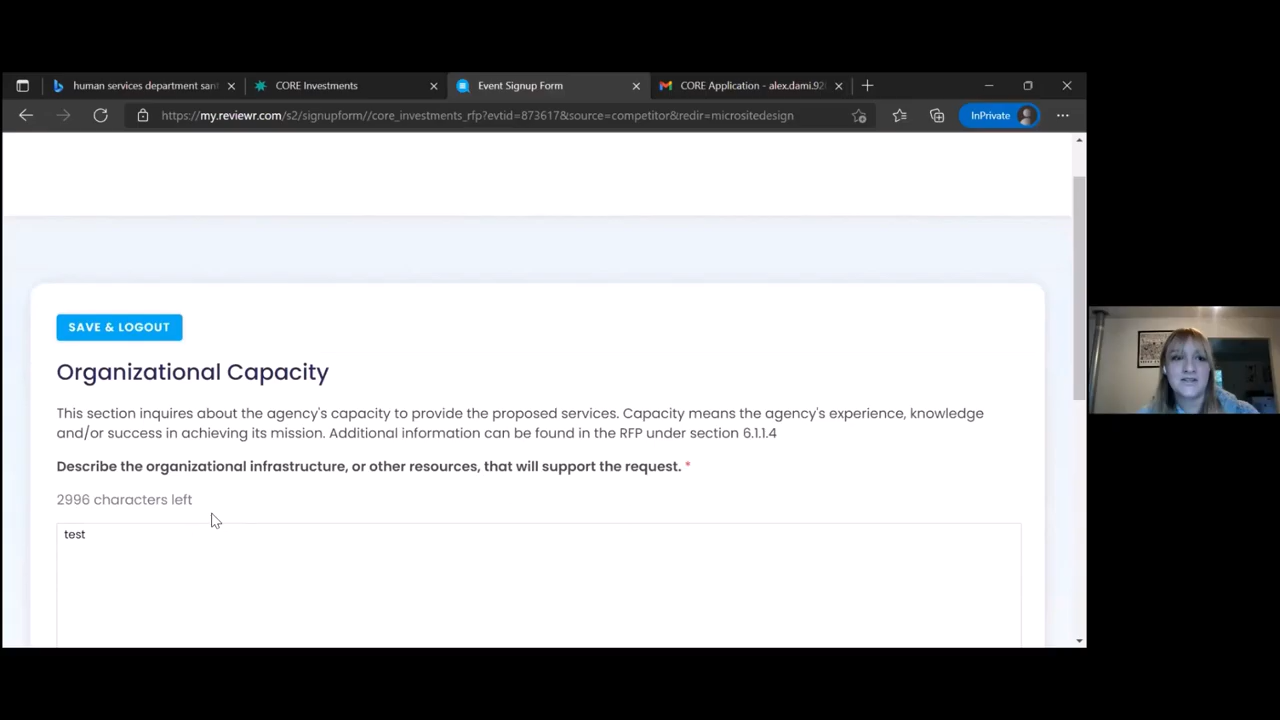 human services department sant
CORE Investments
Event Signup Form
CORE Application - alex.dami.92
https://my.reviewr.com/s2/signupform//core_investments_rfp?evtid=873617&source=competitor&redir=micrositedesign
InPrivate
SAVE & LOGOUT
Organizational Capacity
This section inquires about the agency's capacity to provide the proposed services. Capacity means the agency's experience, knowledge
and/or success in achieving its mission. Additional information can be found in the RFP under section 6.1.1.4
Describe the organizational infrastructure, or other resources, that will support the request. *
2996 characters left
test